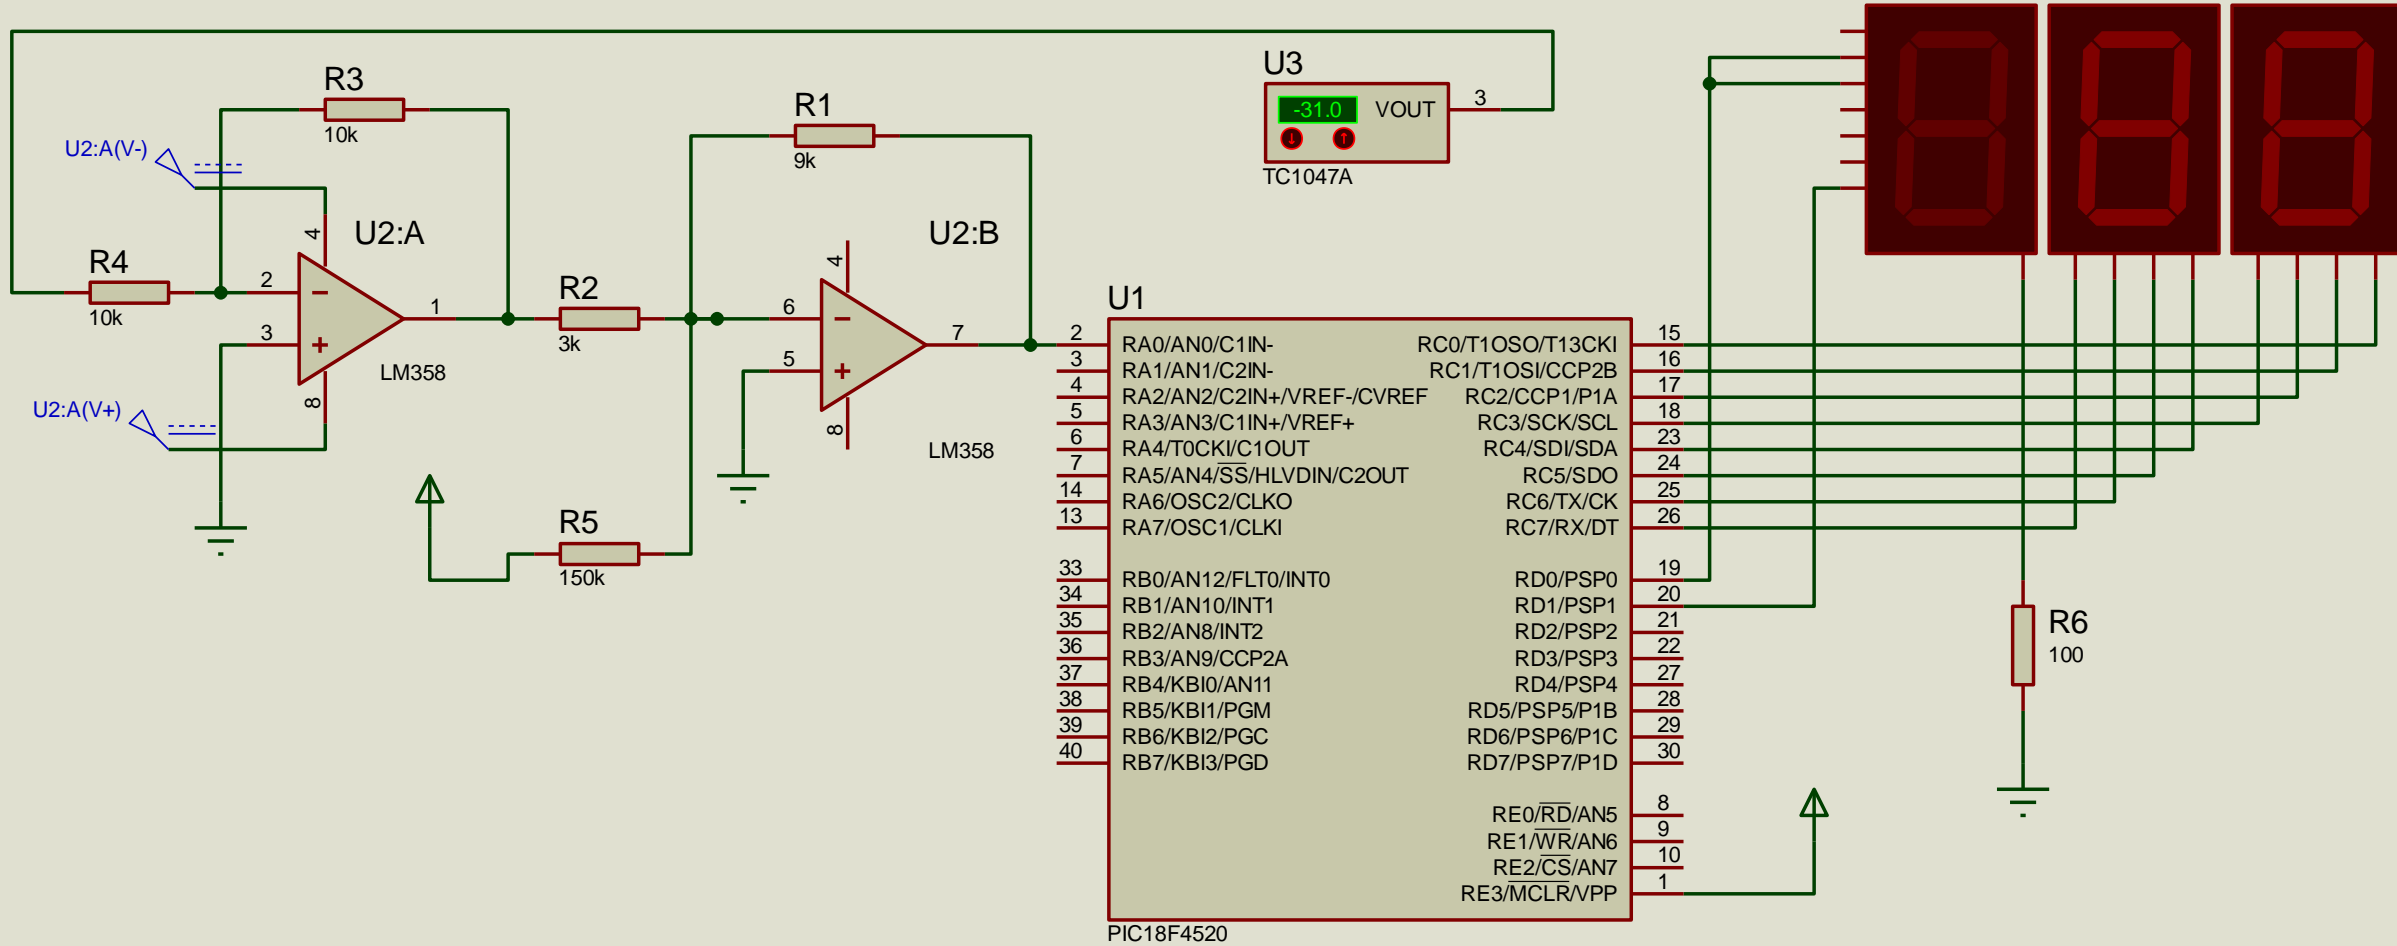 R3
10k
U2:A(V-)
4
U2:A
R4
10k
2
3
1
8
LM358
U2:A(V+)
R2
3k
R1
9k
U2:B
4
6
5
7
8
LM358
R5
150k
U3
-31.0
VOUT
3
TC1047A
U1
2
RA0/AN0/C1IN-
3
RA1/AN1/C2IN-
4
RA2/AN2/C2IN+/VREF-/CVREF
5
RA3/AN3/C1IN+/VREF+
6
RA4/T0CKI/C1OUT
7
RA5/AN4/SS/HLVDIN/C2OUT
14
RA6/OSC2/CLKO
13
RA7/OSC1/CLKI
33
RB0/AN12/FLT0/INT0
34
RB1/AN10/INT1
35
RB2/AN8/INT2
36
RB3/AN9/CCP2A
37
RB4/KBI0/AN11
38
RB5/KBI1/PGM
39
RB6/KBI2/PGC
40
RB7/KBI3/PGD
RC0/T1OSO/T13CKI
15
RC1/T1OSI/CCP2B
16
RC2/CCP1/P1A
17
RC3/SCK/SCL
18
RC4/SDI/SDA
23
RC5/SDO
24
RC6/TX/CK
25
RC7/RX/DT
26
RD0/PSP0
19
RD1/PSP1
20
RD2/PSP2
21
RD3/PSP3
22
RD4/PSP4
27
RD5/PSP5/P1B
28
RD6/PSP6/P1C
29
RD7/PSP7/P1D
30
RE0/RD/AN5
8
RE1/WR/AN6
9
RE2/CS/AN7
10
RE3/MCLR/VPP
1
PIC18F4520
R6
100